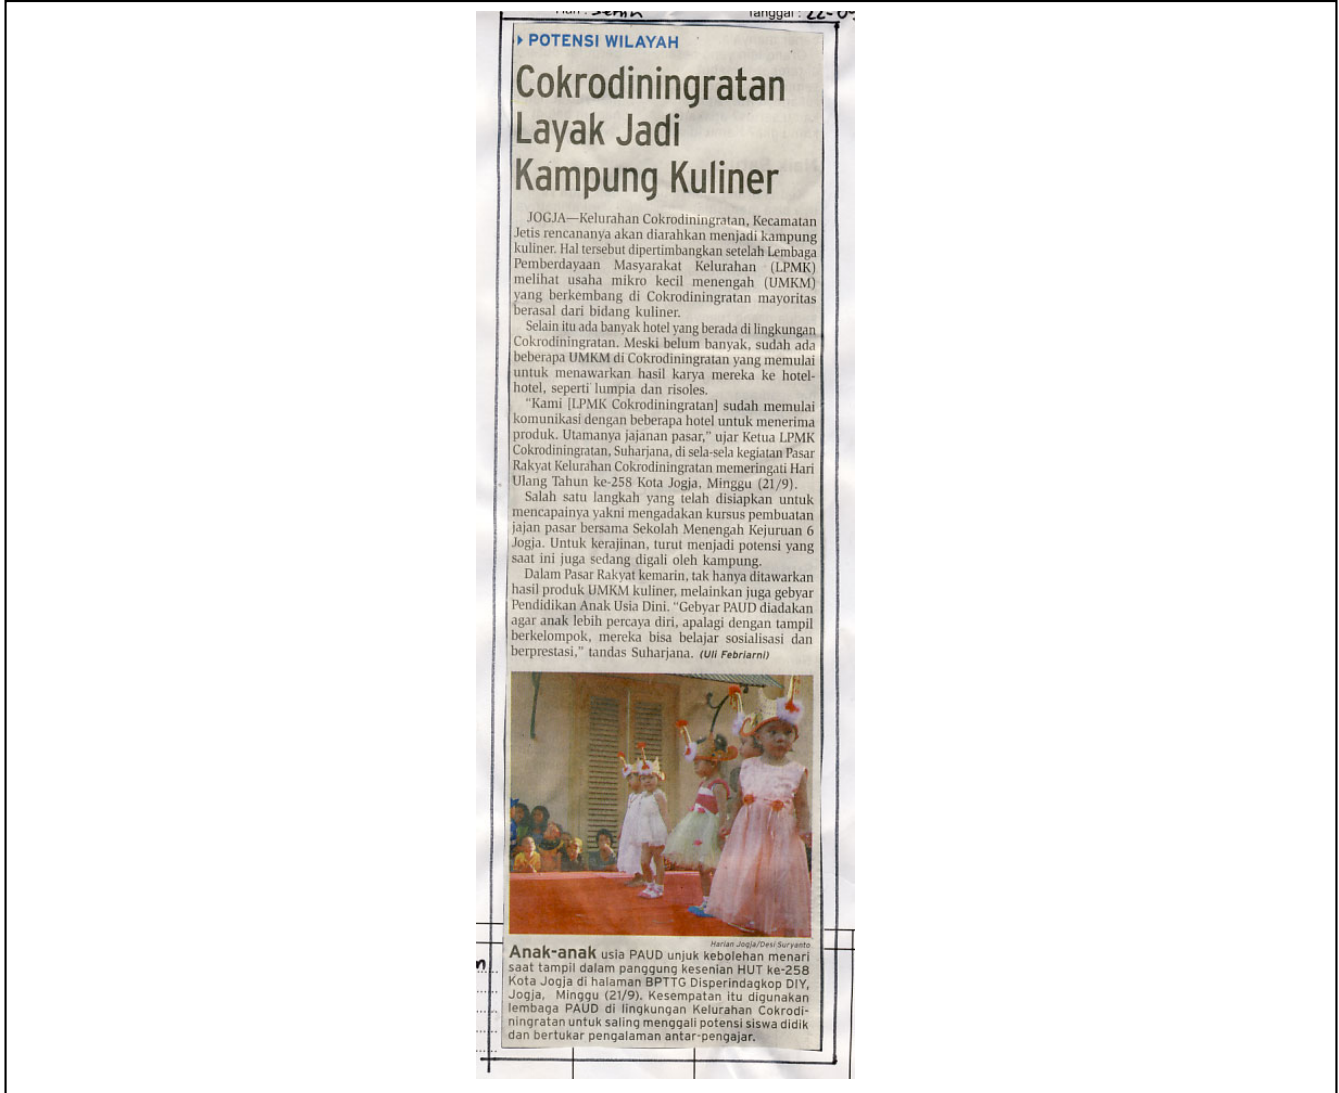 Senin
Tanggal : 22-09
POTENSI WILAYAH
Cokrodiningratan
Layak Jadi
Kampung Kuliner
JOGJA—Kelurahan Cokrodiningratan, Kecamatan
Jetis rencananya akan diarahkan menjadi kampung
kuliner. Hal tersebut dipertimbangkan setelah Lembaga
Pemberdayaan Masyarakat Kelurahan (LPMK)
melihat usaha mikro kecil menengah (UMKM)
yang berkembang di Cokrodiningratan mayoritas
berasal dari bidang kuliner.
Selain itu ada banyak hotel yang berada di lingkungan
Cokrodiningratan. Meski belum banyak, sudah ada
beberapa UMKM di Cokrodiningratan yang memulai
untuk menawarkan hasil karya mereka ke hotel-
hotel, seperti lumpia dan risoles.
“Kami [LPMK Cokrodiningratan] sudah memulai
komunikasi dengan beberapa hotel untuk menerima
produk. Utamanya jajanan pasar,” ujar Ketua LPMK
Cokrodiningratan, Suharjana, di sela-sela kegiatan Pasar
Rakyat Kelurahan Cokrodiningratan memeringati Hari
Ulang Tahun ke-258 Kota Jogja, Minggu (21/9).
Salah satu langkah yang telah disiapkan untuk
mencapainya yakni mengadakan kursus pembuatan
jajan pasar bersama Sekolah Menengah Kejuruan 6
Jogja. Untuk kerajinan, turut menjadi potensi yang
saat ini juga sedang digali oleh kampung.
Dalam Pasar Rakyat kemarin, tak hanya ditawarkan
hasil produk UMKM kuliner, melainkan juga gebyar
Pendidikan Anak Usia Dini. “Gebyar PAUD diadakan
agar anak lebih percaya diri, apalagi dengan tampil
berkelompok, mereka bisa belajar sosialisasi dan
berprestasi,” tandas Suharjana. (Uli Febriarni)
Harian Jogja/Desi Suryanto
Anak-anak usia PAUD unjuk kebolehan menari
saat tampil dalam panggung kesenian HUT ke-258
Kota Jogja di halaman BPTTG Disperindagkop DIY,
Jogja, Minggu (21/9). Kesempatan itu digunakan
lembaga PAUD di lingkungan Kelurahan Cokrodi-
ningratan untuk saling menggali potensi siswa didik
dan bertukar pengalaman antar-pengajar.